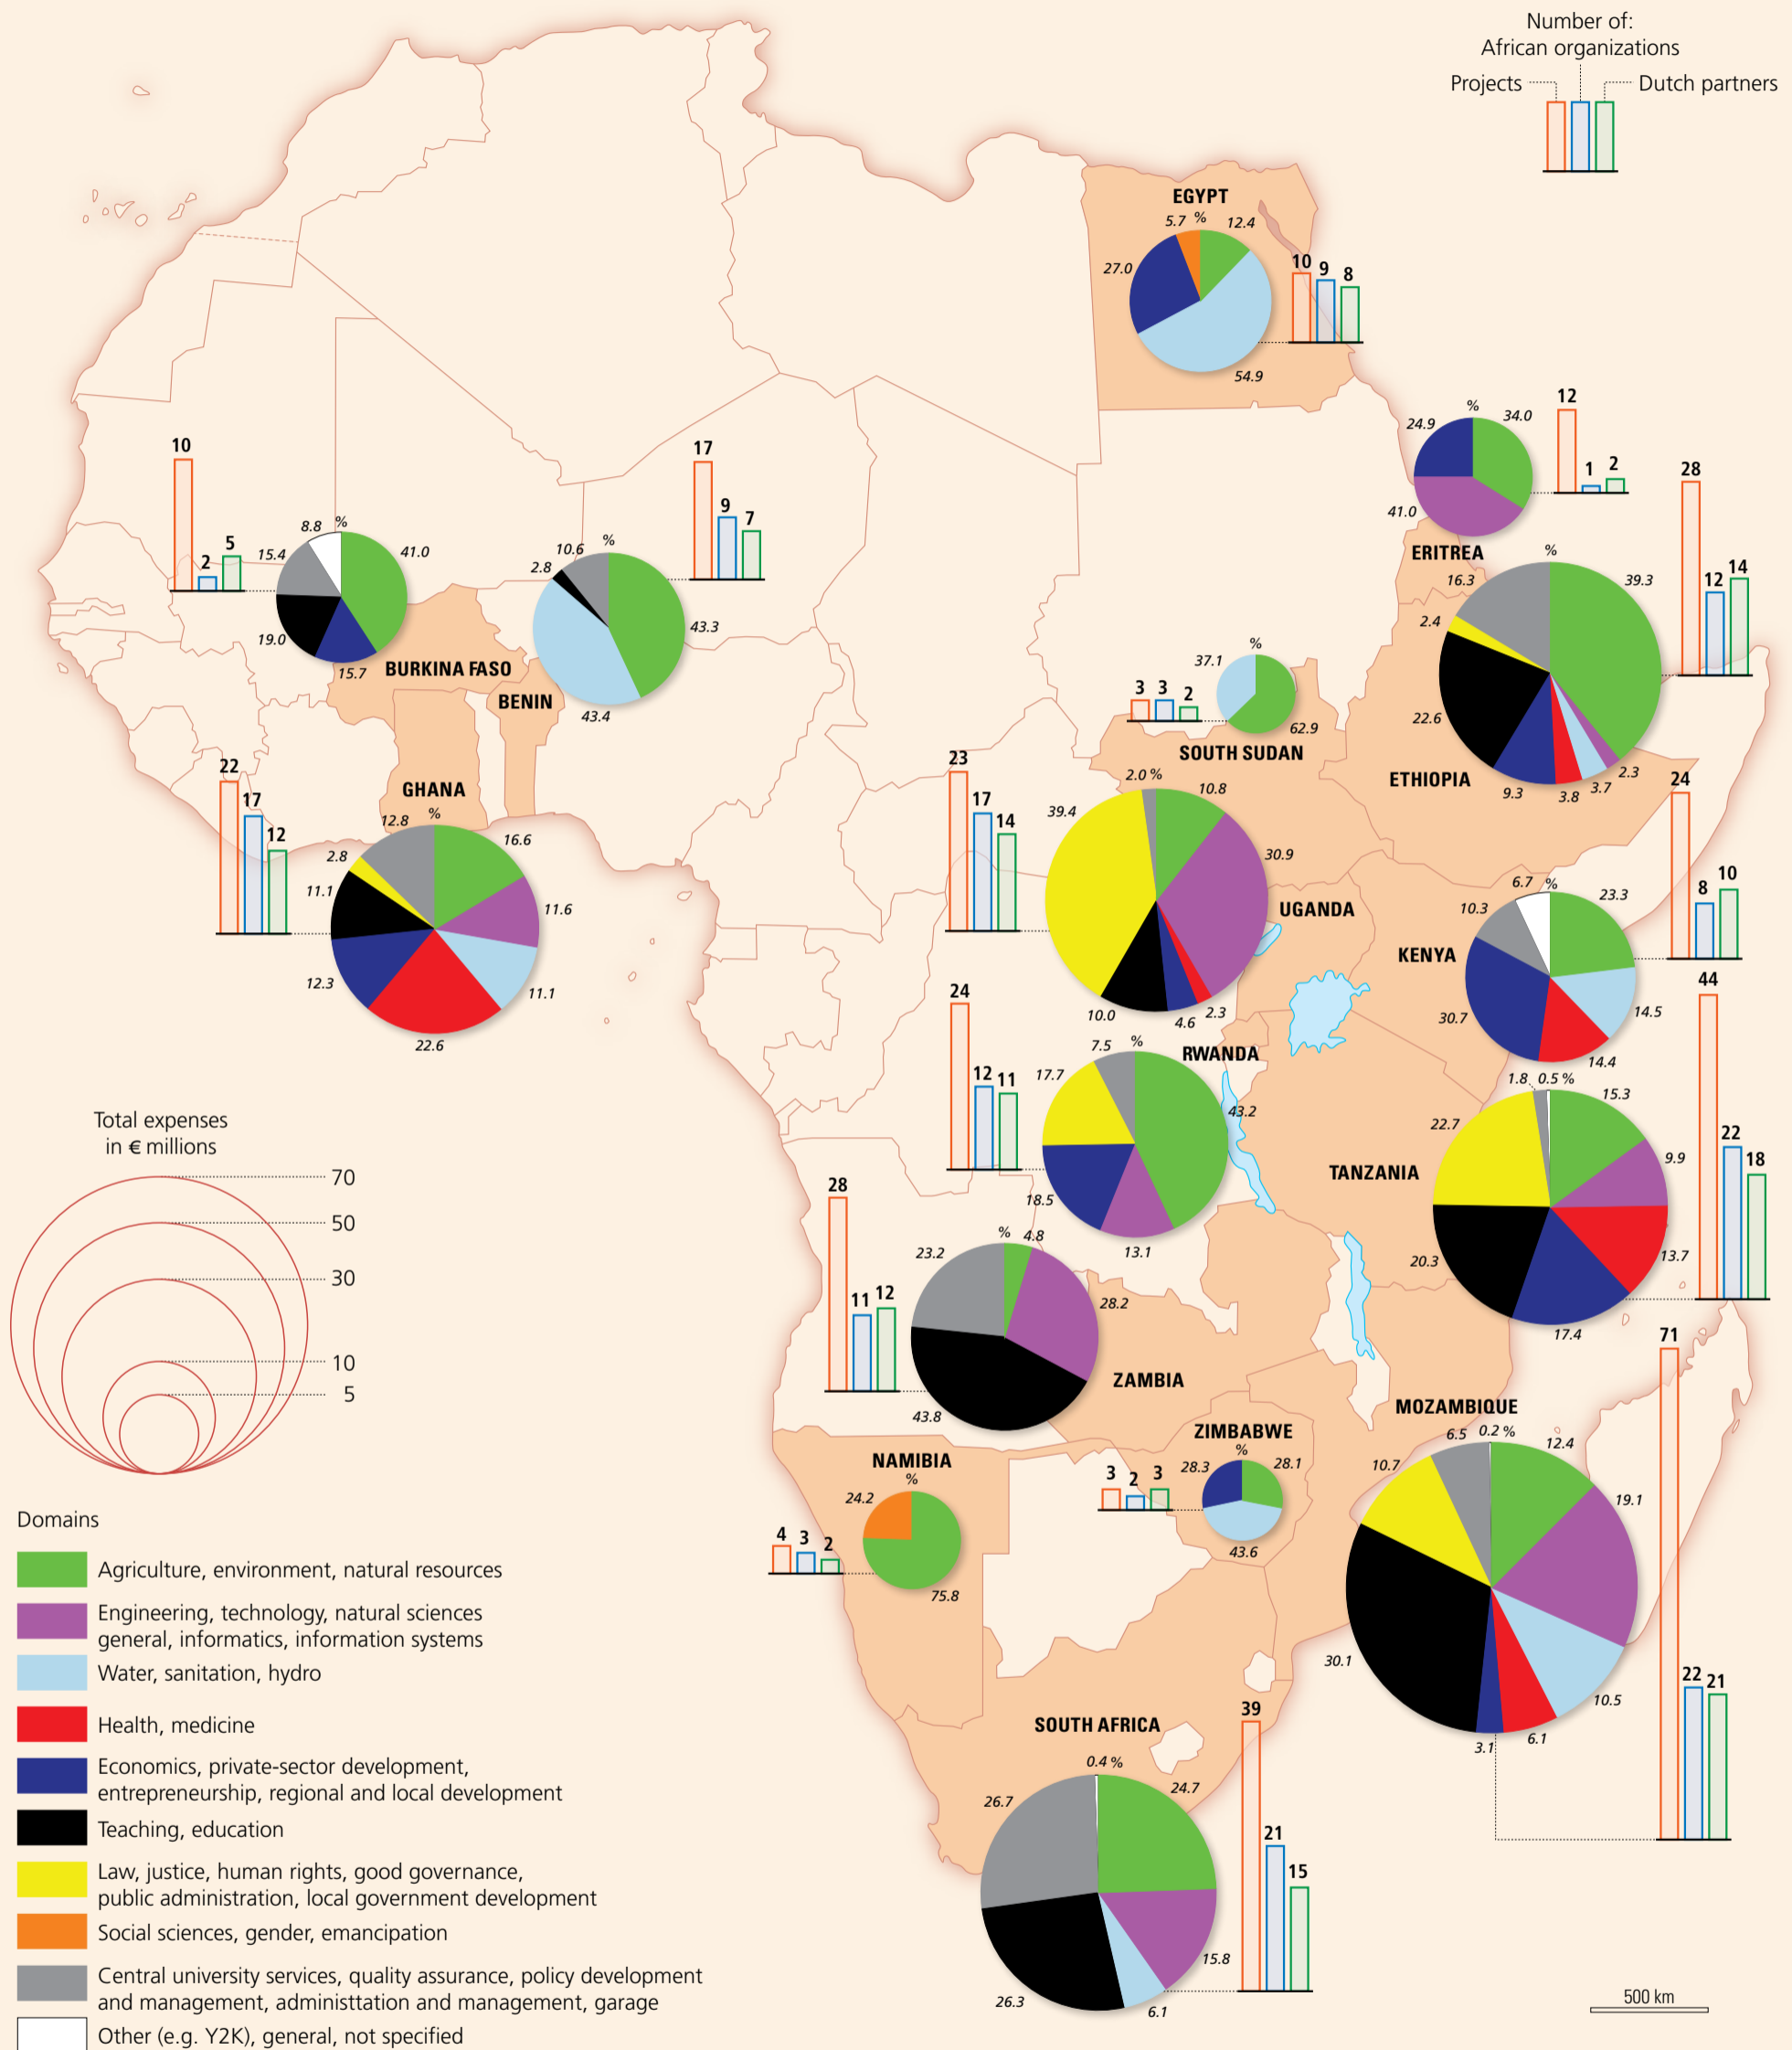 Number of:
African organizations
Projects
Dutch partners
EGYPT
5.7 % 12.4
27.0
54.9
10 9 8
12
1 2
24.9 % 34.0
41.0
ERITREA
28
12 14
%
16.3 39.3
2.4
22.6
9.3 3.8 3.7 2.3
ETHIOPIA
10
2 5
8.8 %
15.4 41.0
19.0
15.7
BURKINA FASO
17
9 7
10.6 %
2.8
43.3
43.4
BENIN
3 3 2
%
37.1
62.9
SOUTH SUDAN
22
17
12
GHANA
%
12.8 16.6
2.8
11.1 11.6
12.3 11.1
22.6
23
17
14
2.0 % 10.8
39.4
30.9
10.0 4.6 2.3
UGANDA
24
8 10
6.7 % 23.3
10.3
KENYA
30.7 14.5
14.4
24
12 11
RWANDA
7.5 %
17.7
43.2
18.5
13.1
44
22
18
1.8 0.5 % 15.3
22.7
9.9
TANZANIA
20.3 13.7
17.4
28
11 12
% 4.8
23.2
28.2
43.8
ZAMBIA
71
22 21
MOZAMBIQUE
6.5 0.2 % 12.4
10.7
19.1
30.1
10.5
3.1 6.1
ZIMBABWE
%
28.3 28.1
43.6
3 2 3
NAMIBIA
%
24.2
75.8
4 3 2
SOUTH AFRICA
0.4 %
26.7 24.7
15.8
26.3 6.1
39
21
15
Total expenses
in € millions
70
50
30
10
5
Domains
Agriculture, environment, natural resources
Engineering, technology, natural sciences
general, informatics, information systems
Water, sanitation, hydro
Health, medicine
Economics, private-sector development,
entrepreneurship, regional and local development
Teaching, education
Law, justice, human rights, good governance,
public administration, local government development
Social sciences, gender, emancipation
Central university services, quality assurance, policy development
and management, administtation and management, garage
Other (e.g. Y2K), general, not specified
500 km